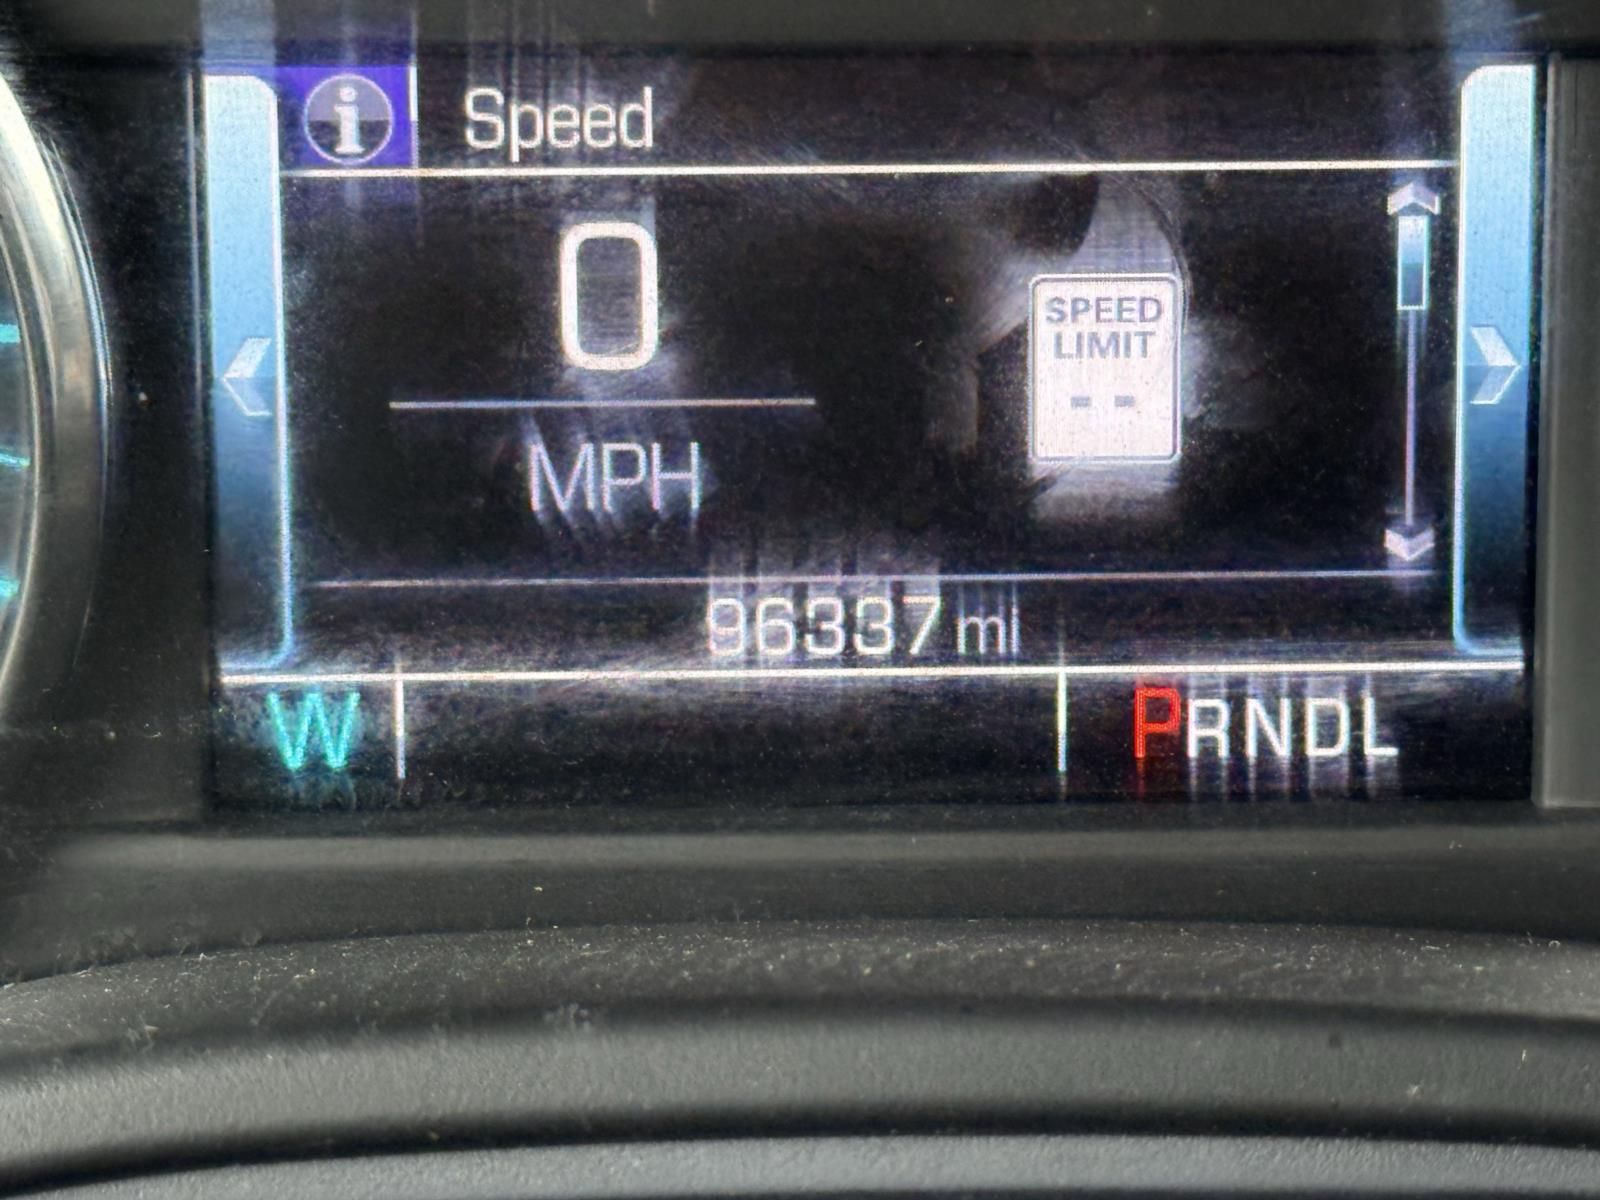 i Speed
0
MPH
SPEED
LIMIT
- -
96337 mi
W
PRNDL